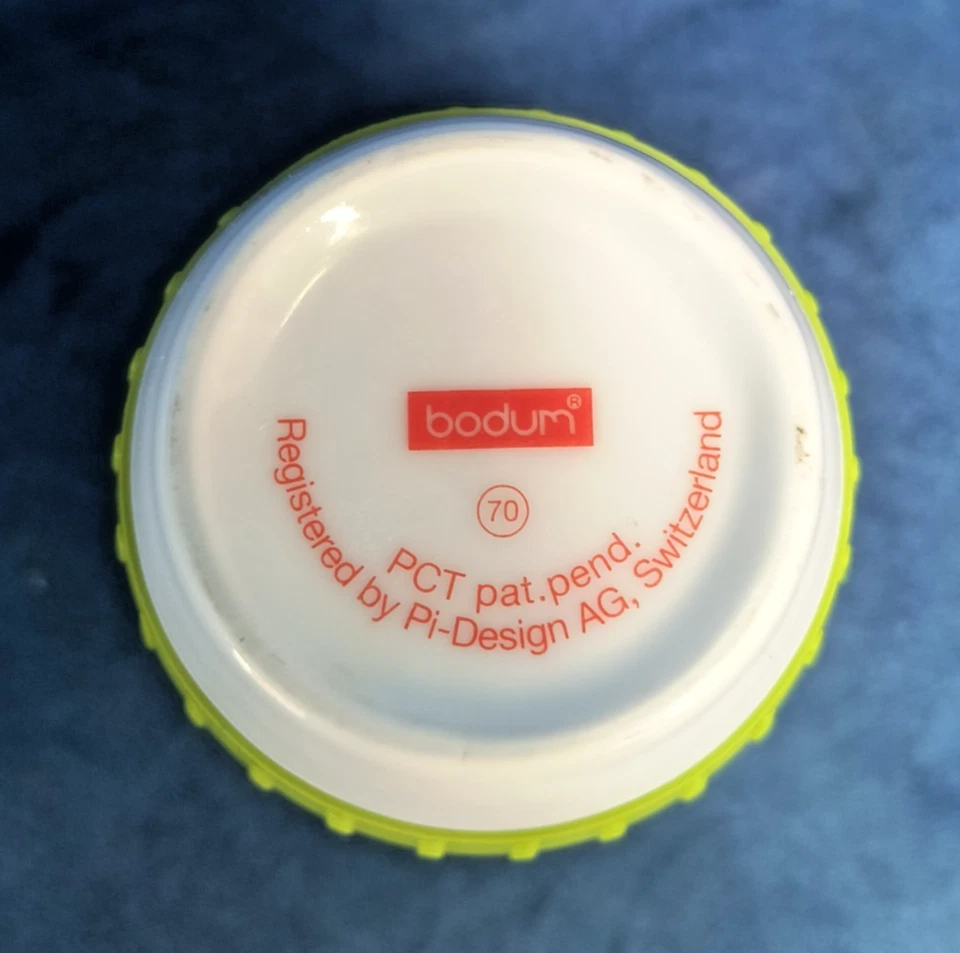 bodum®
70
PCT pat.pend.
Registered by Pi-Design AG, Switzerland